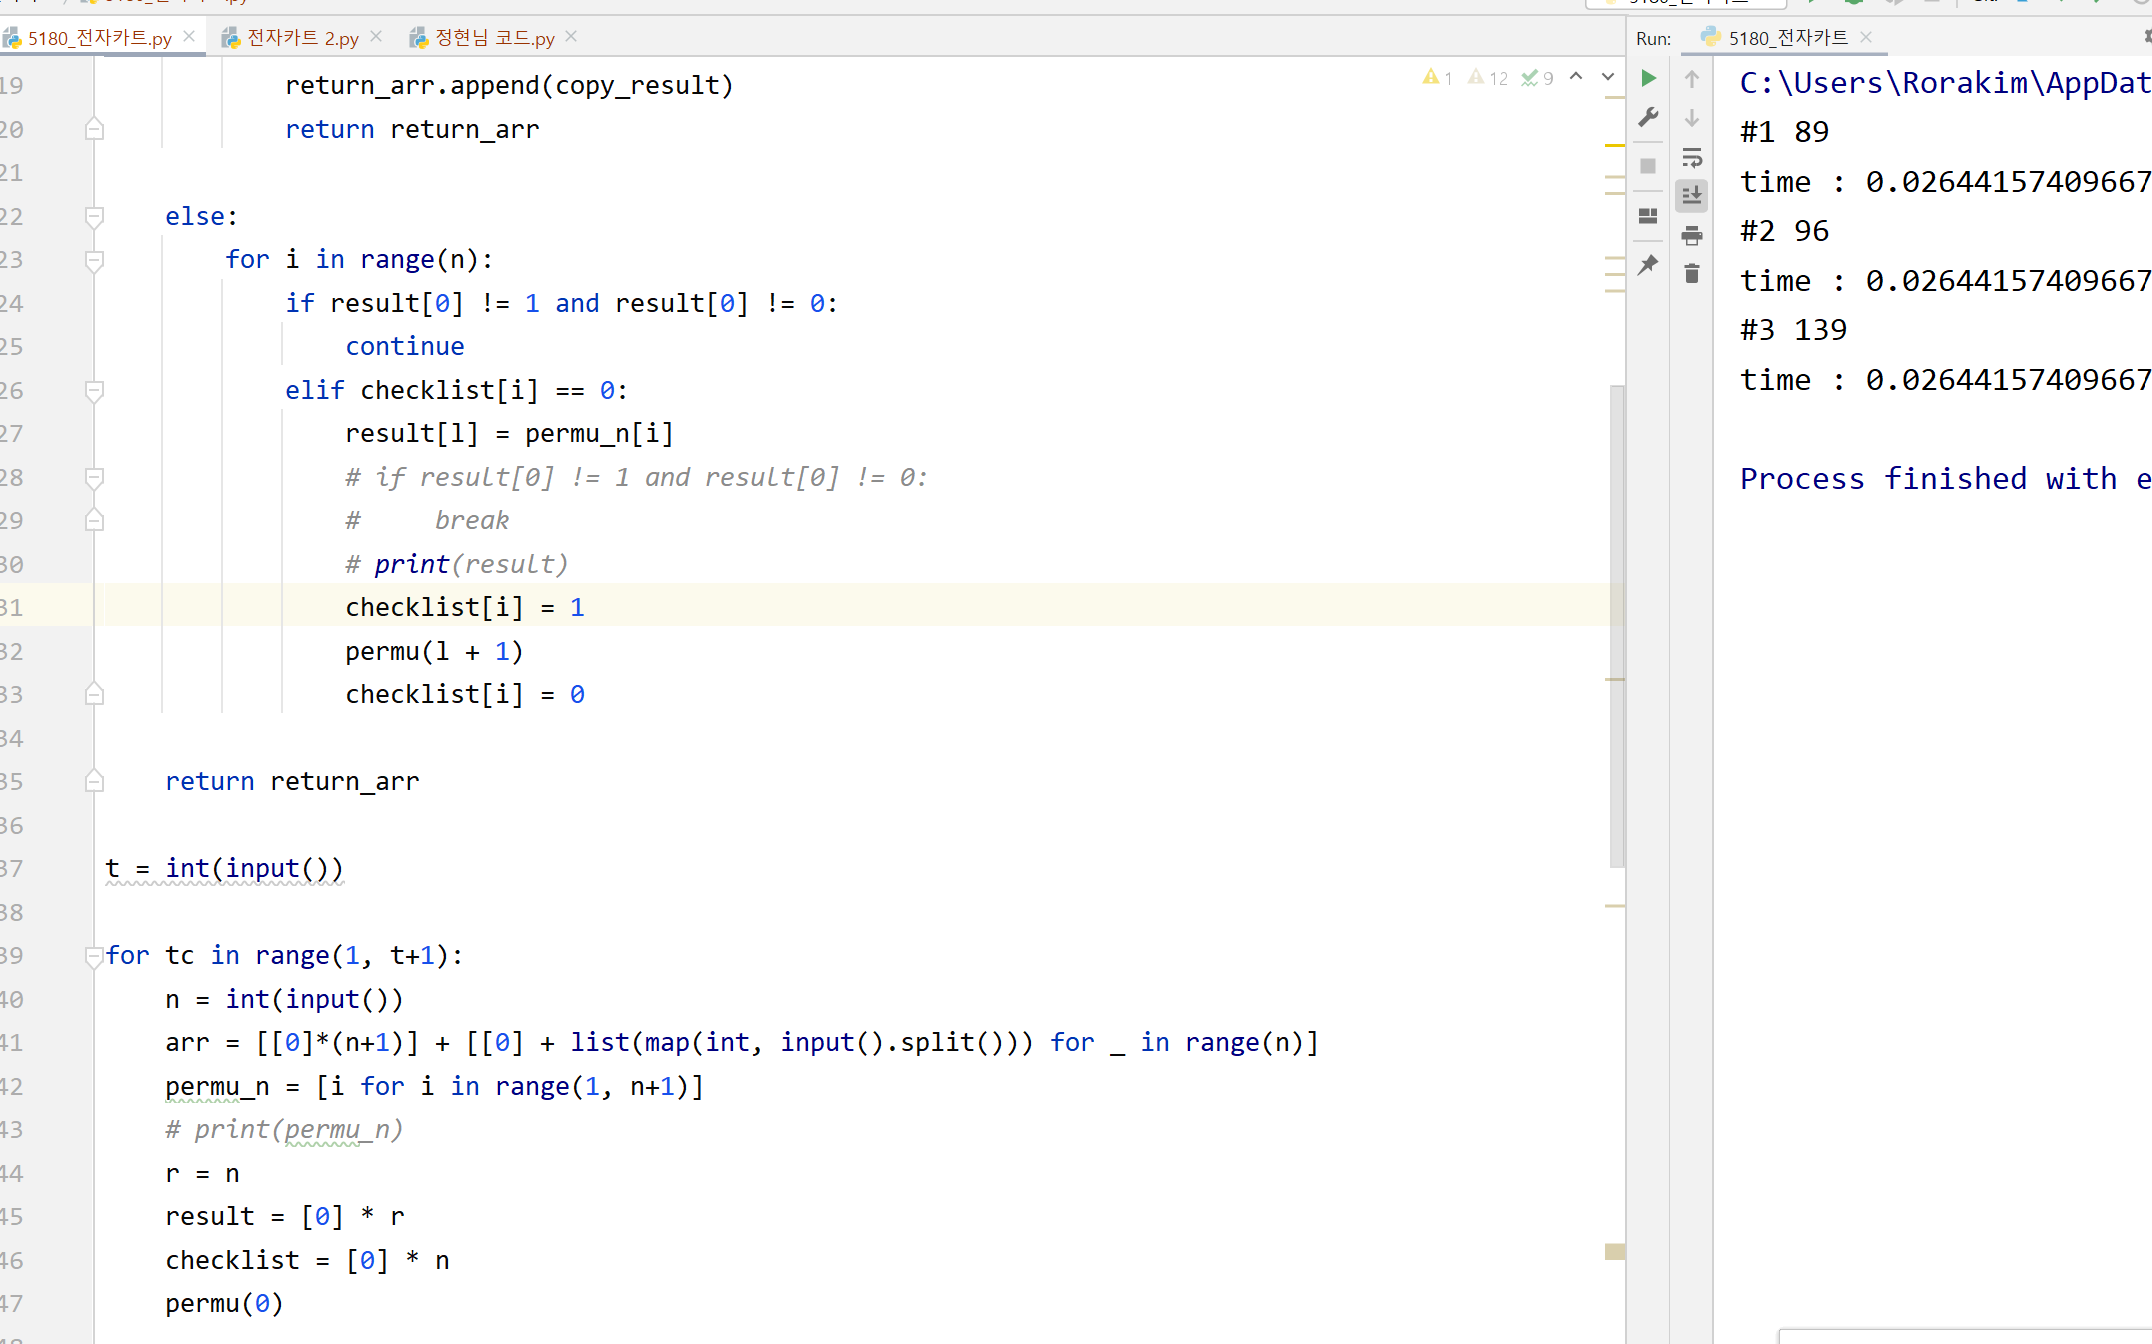 5180_전자카트.py
전자카트 2.py
정현님 코드.py
1 12 9
19 return_arr.append(copy_result)
20 return return_arr
21
22 else:
23 for i in range(n):
24 if result[0] != 1 and result[0] != 0:
25 continue
26 elif checklist[i] == 0:
27 result[l] = permu_n[i]
28 # if result[0] != 1 and result[0] != 0:
29 #     break
30 # print(result)
31 checklist[i] = 1
32 permu(l + 1)
33 checklist[i] = 0
34
35 return return_arr
36
37 t = int(input())
38
39 for tc in range(1, t+1):
40 n = int(input())
41 arr = [[0]*(n+1)] + [[0] + list(map(int, input().split())) for _ in range(n)]
42 permu_n = [i for i in range(1, n+1)]
43 # print(permu_n)
44 r = n
45 result = [0] * r
46 checklist = [0] * n
47 permu(0)
Run: 5180_전자카트
C:\Users\Rorakim\AppDat
#1 89
time : 0.02644157409667
#2 96
time : 0.02644157409667
#3 139
time : 0.02644157409667
Process finished with e